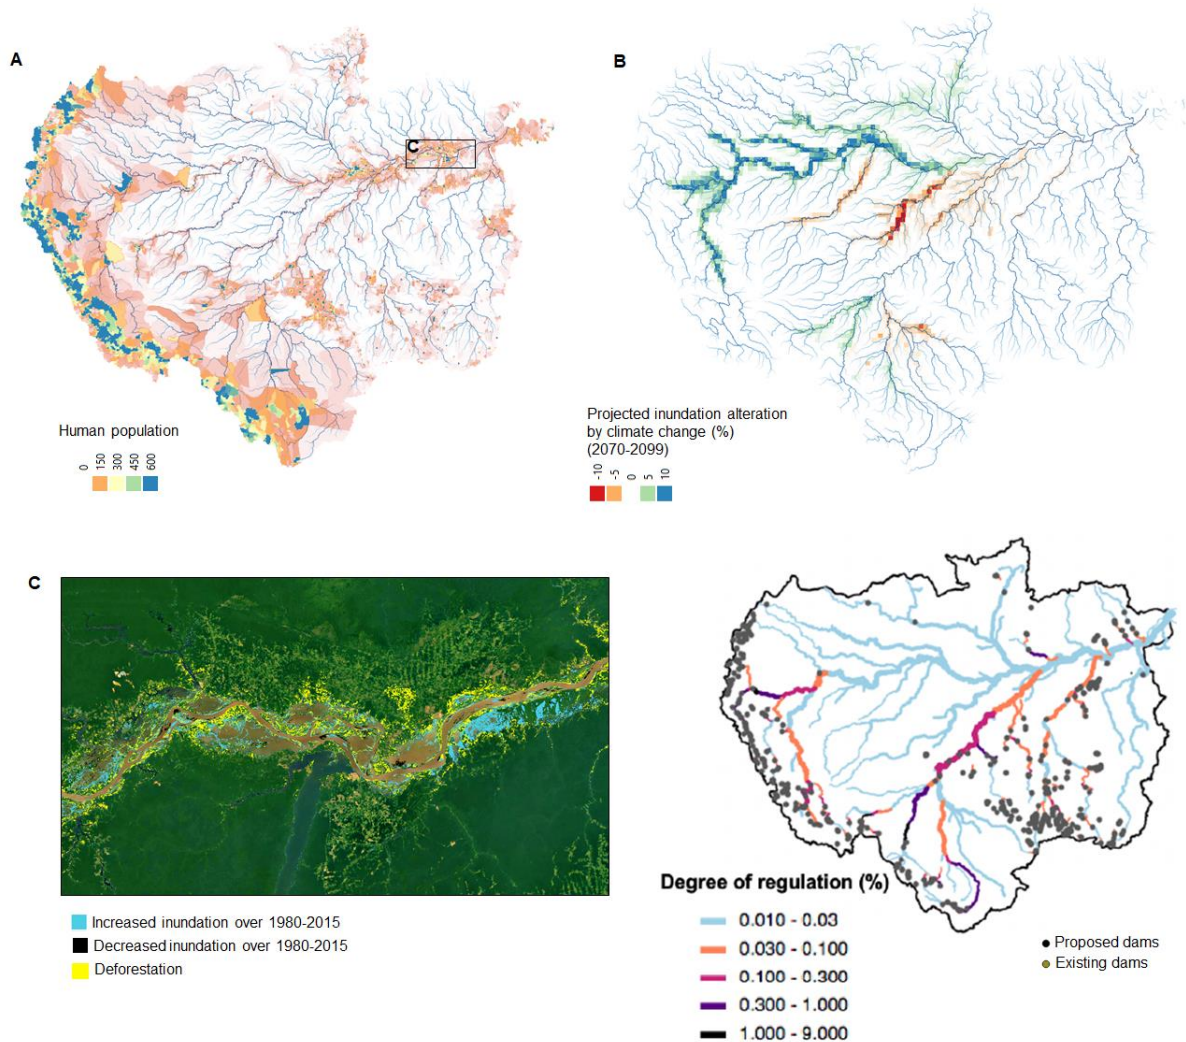 A
B
C
Human population
0
150
300
450
600
Projected inundation alteration
by climate change (%)
(2070-2099)
-10
-5
0
5
10
C
Increased inundation over 1980-2015
Decreased inundation over 1980-2015
Deforestation
Degree of regulation (%)
0.010 - 0.03
0.030 - 0.100
0.100 - 0.300
0.300 - 1.000
1.000 - 9.000
Proposed dams
Existing dams